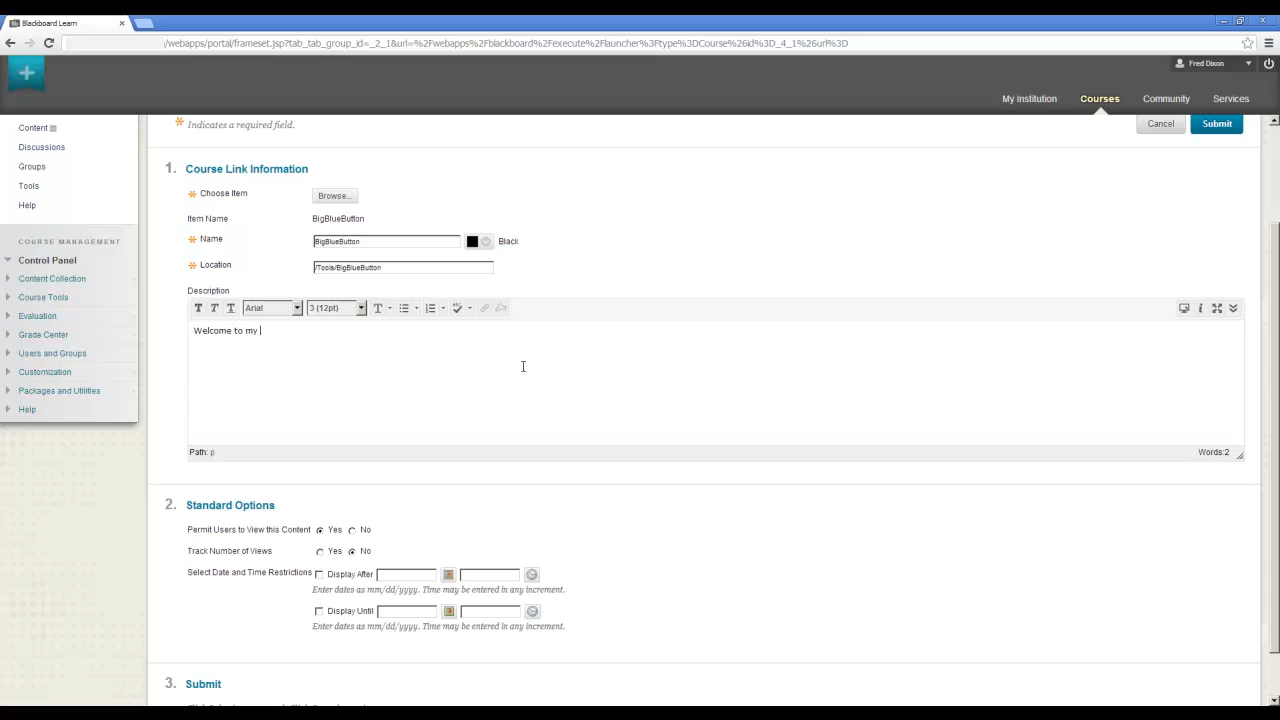 Blackboard Learn
/webapps/portal/frameset.jsp?tab_tab_group_id=_2_1&url=%2Fwebapps%2Fblackboard%2Fexecute%2Flauncher%3Ftype%3DCourse%26id%3D_4_1%26url%3D
Fred Dixon
My Institution Courses Community Services
Content
Discussions
Groups
Tools
Help
COURSE MANAGEMENT
Control Panel
Content Collection
Course Tools
Evaluation
Grade Center
Users and Groups
Customization
Packages and Utilities
Help
Indicates a required field.
Cancel Submit
1. Course Link Information
Choose Item Browse...
Item Name BigBlueButton
Name BigBlueButton Black
Location /Tools/BigBlueButton
Description
T T T Arial 3 (12pt) T
Welcome to my
Path: p Words:2
2. Standard Options
Permit Users to View this Content Yes No
Track Number of Views Yes No
Select Date and Time Restrictions Display After
Enter dates as mm/dd/yyyy. Time may be entered in any increment.
Display Until
Enter dates as mm/dd/yyyy. Time may be entered in any increment.
3. Submit